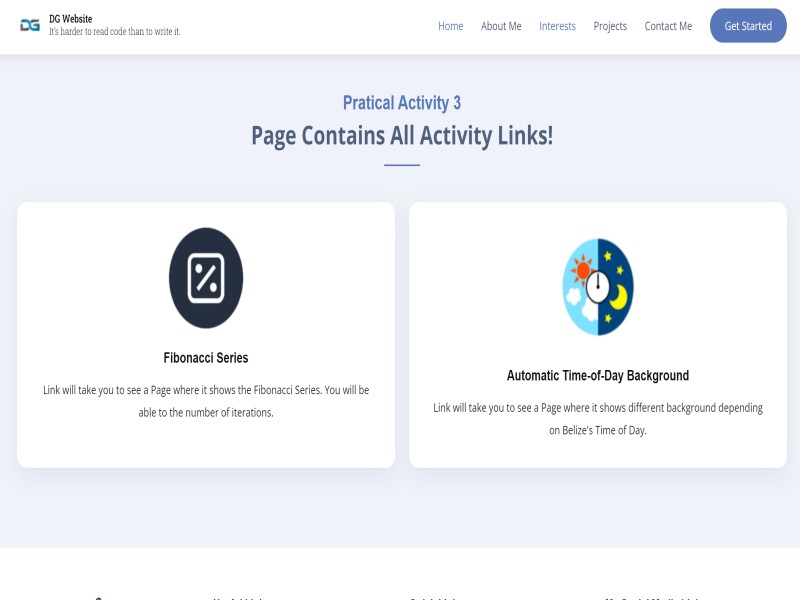 DG
DG Website
It's harder to read code than to write it.
Home
About Me
Interests
Projects
Contact Me
Get Started
Pratical Activity 3
Page Contains All Activity Links!
Fibonacci Series
Link will take you to see a Page where it shows the Fibonacci Series. You will be
able to the number of iterations.
Automatic Time-of-Day Background
Link will take you to see a Page where it shows different background depending
on Belize's Time of Day.